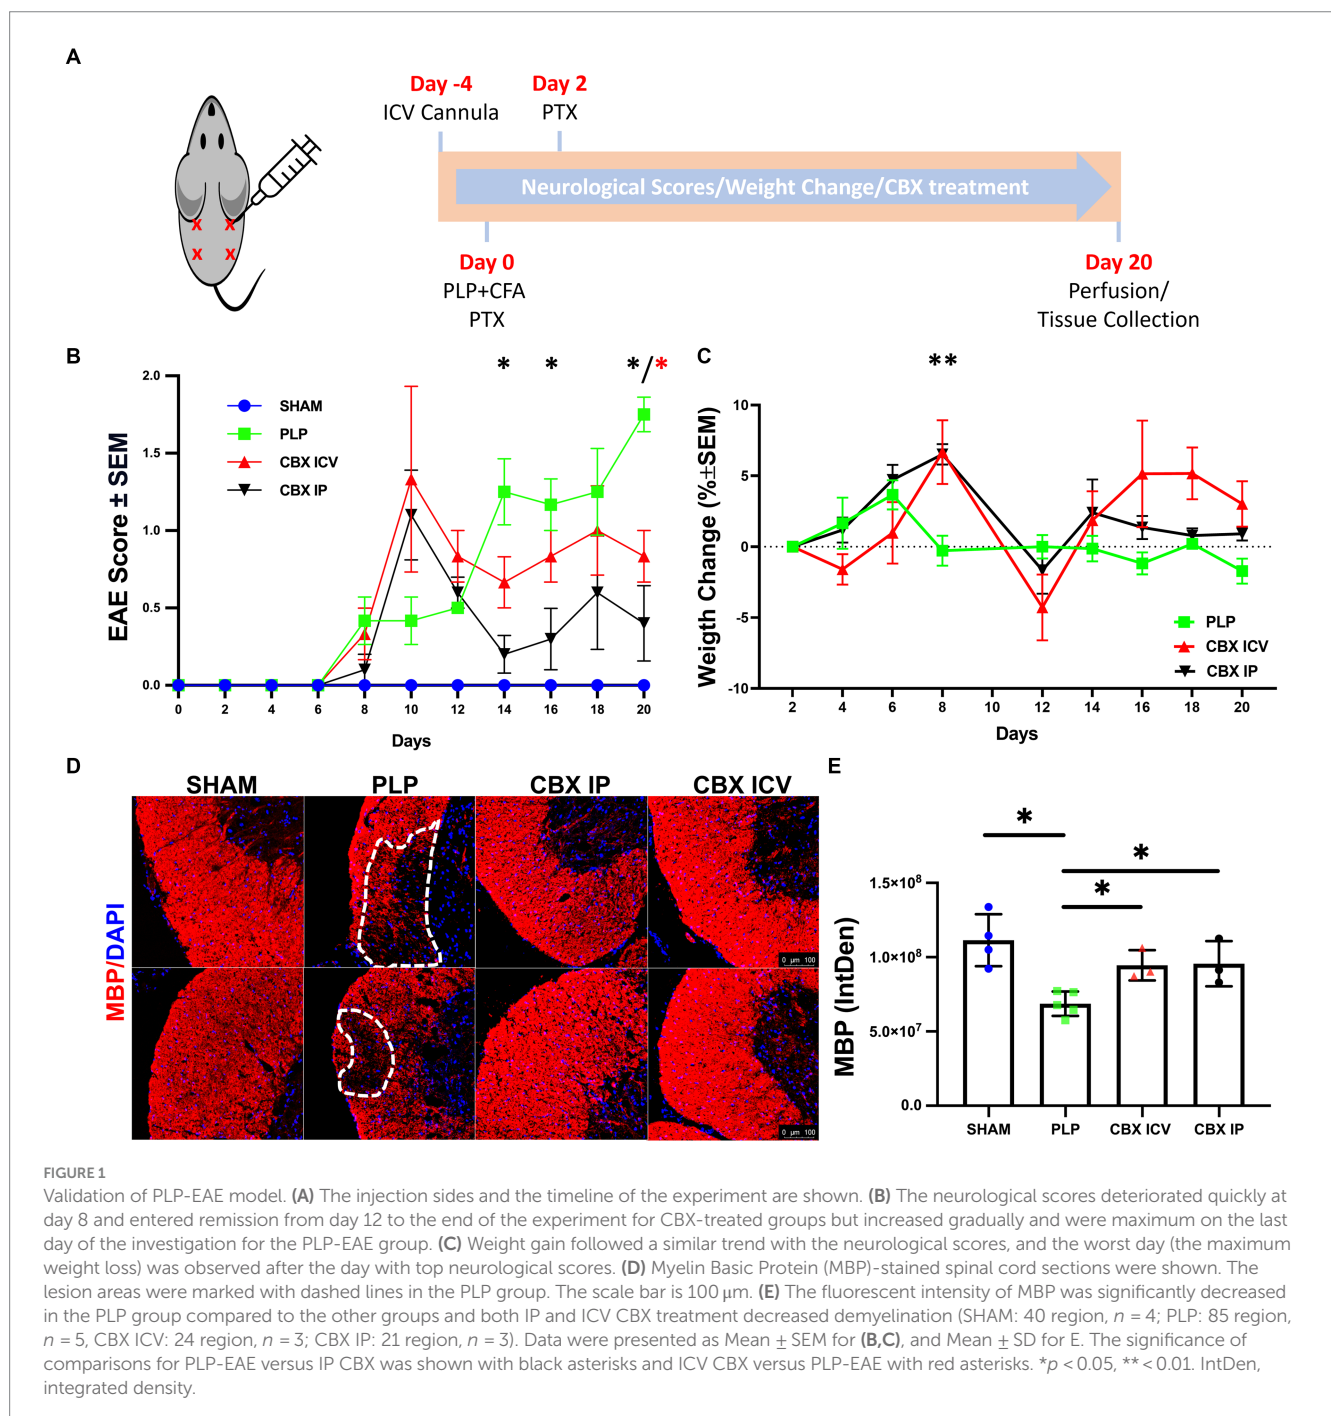 A
Day -4
ICV Cannula
Day 2
PTX
Neurological Scores/Weight Change/CBX treatment
x x
x x
Day 0
PLP+CFA
PTX
Day 20
Perfusion/
Tissue Collection
B
* * */*
EAE Score ± SEM
2.0
1.5
1.0
0.5
0.0
SHAM
PLP
CBX ICV
CBX IP
0 2 4 6 8 10 12 14 16 18 20
Days
C
**
Weigth Change (%±SEM)
10
5
0
-5
-10
PLP
CBX ICV
CBX IP
2 4 6 8 10 12 14 16 18 20
Days
D
SHAM PLP CBX IP CBX ICV
MBP/DAPI
0 µm 100
0 µm 100
E
*
*
*
MBP (IntDen)
1.5×10⁸
1.0×10⁸
5.0×10⁷
0.0
SHAM PLP CBX ICV CBX IP
FIGURE 1
Validation of PLP-EAE model. (A) The injection sides and the timeline of the experiment are shown. (B) The neurological scores deteriorated quickly at
day 8 and entered remission from day 12 to the end of the experiment for CBX-treated groups but increased gradually and were maximum on the last
day of the investigation for the PLP-EAE group. (C) Weight gain followed a similar trend with the neurological scores, and the worst day (the maximum
weight loss) was observed after the day with top neurological scores. (D) Myelin Basic Protein (MBP)-stained spinal cord sections were shown. The
lesion areas were marked with dashed lines in the PLP group. The scale bar is 100 μm. (E) The fluorescent intensity of MBP was significantly decreased
in the PLP group compared to the other groups and both IP and ICV CBX treatment decreased demyelination (SHAM: 40 region, n = 4; PLP: 85 region,
n = 5, CBX ICV: 24 region, n = 3; CBX IP: 21 region, n = 3). Data were presented as Mean ± SEM for (B,C), and Mean ± SD for E. The significance of
comparisons for PLP-EAE versus IP CBX was shown with black asterisks and ICV CBX versus PLP-EAE with red asterisks. *p < 0.05, ** < 0.01. IntDen,
integrated density.